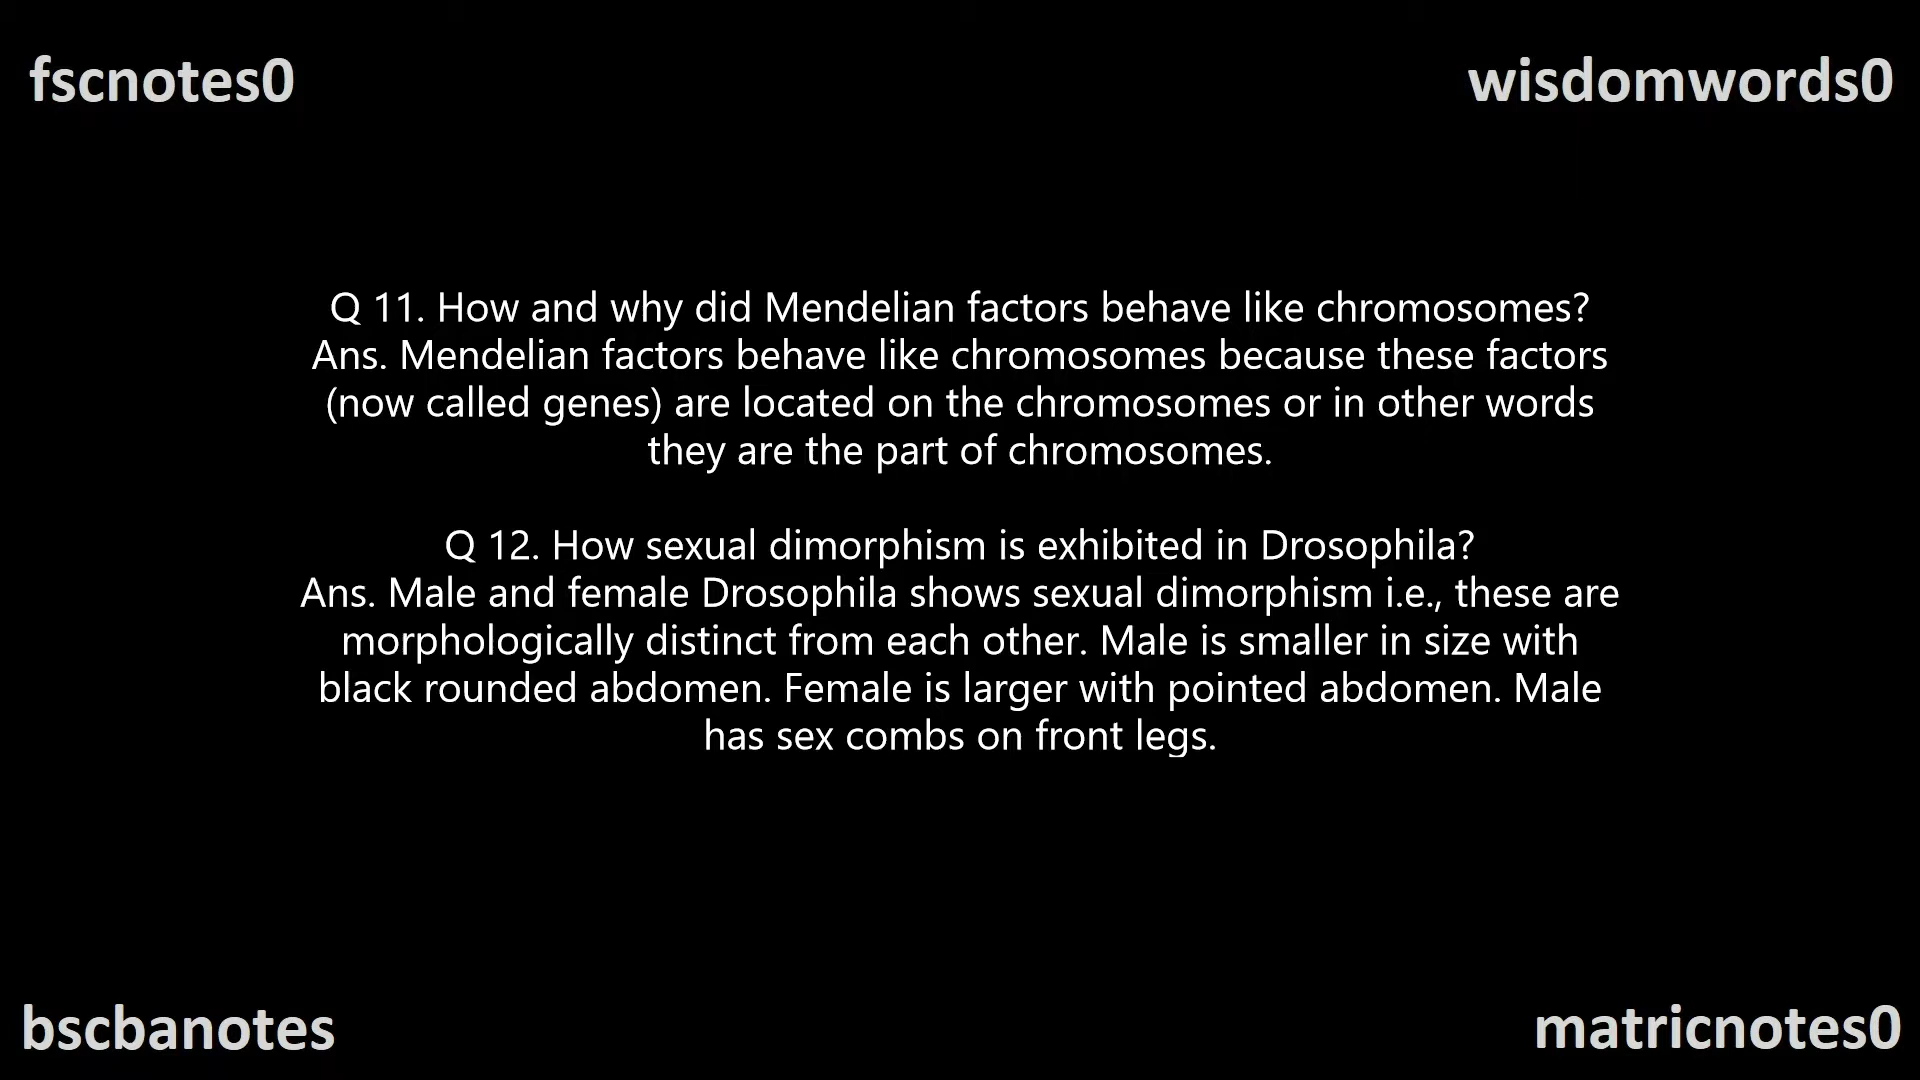 fscnotes0
wisdomwords0
Q 11. How and why did Mendelian factors behave like chromosomes?
Ans. Mendelian factors behave like chromosomes because these factors
(now called genes) are located on the chromosomes or in other words
they are the part of chromosomes.
Q 12. How sexual dimorphism is exhibited in Drosophila?
Ans. Male and female Drosophila shows sexual dimorphism i.e., these are
morphologically distinct from each other. Male is smaller in size with
black rounded abdomen. Female is larger with pointed abdomen. Male
has sex combs on front legs.
bscbanotes
matricnotes0